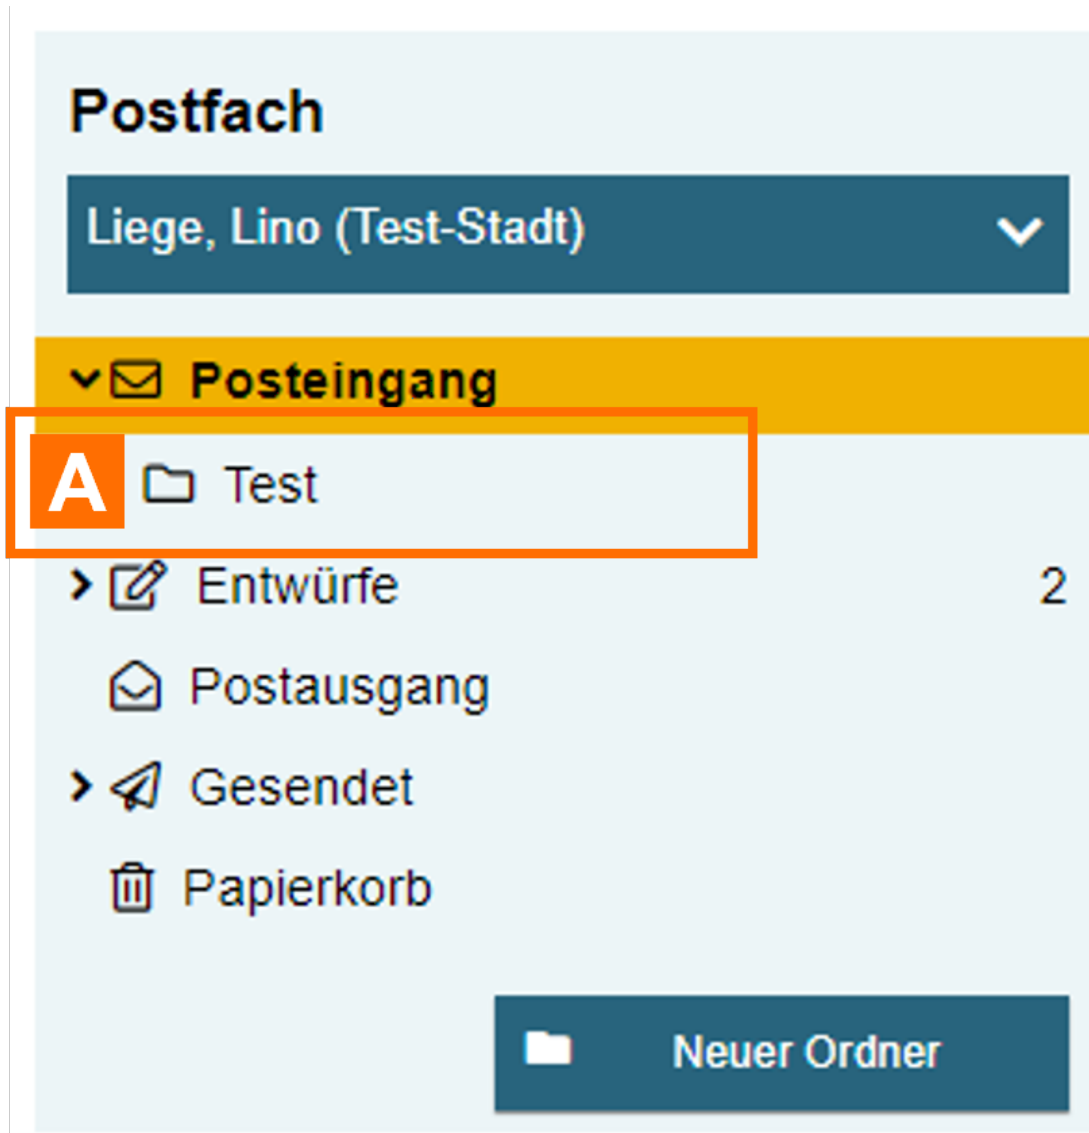 Postfach
Liege, Lino (Test-Stadt)
Posteingang
A Test
Entwürfe 2
Postausgang
Gesendet
Papierkorb
Neuer Ordner